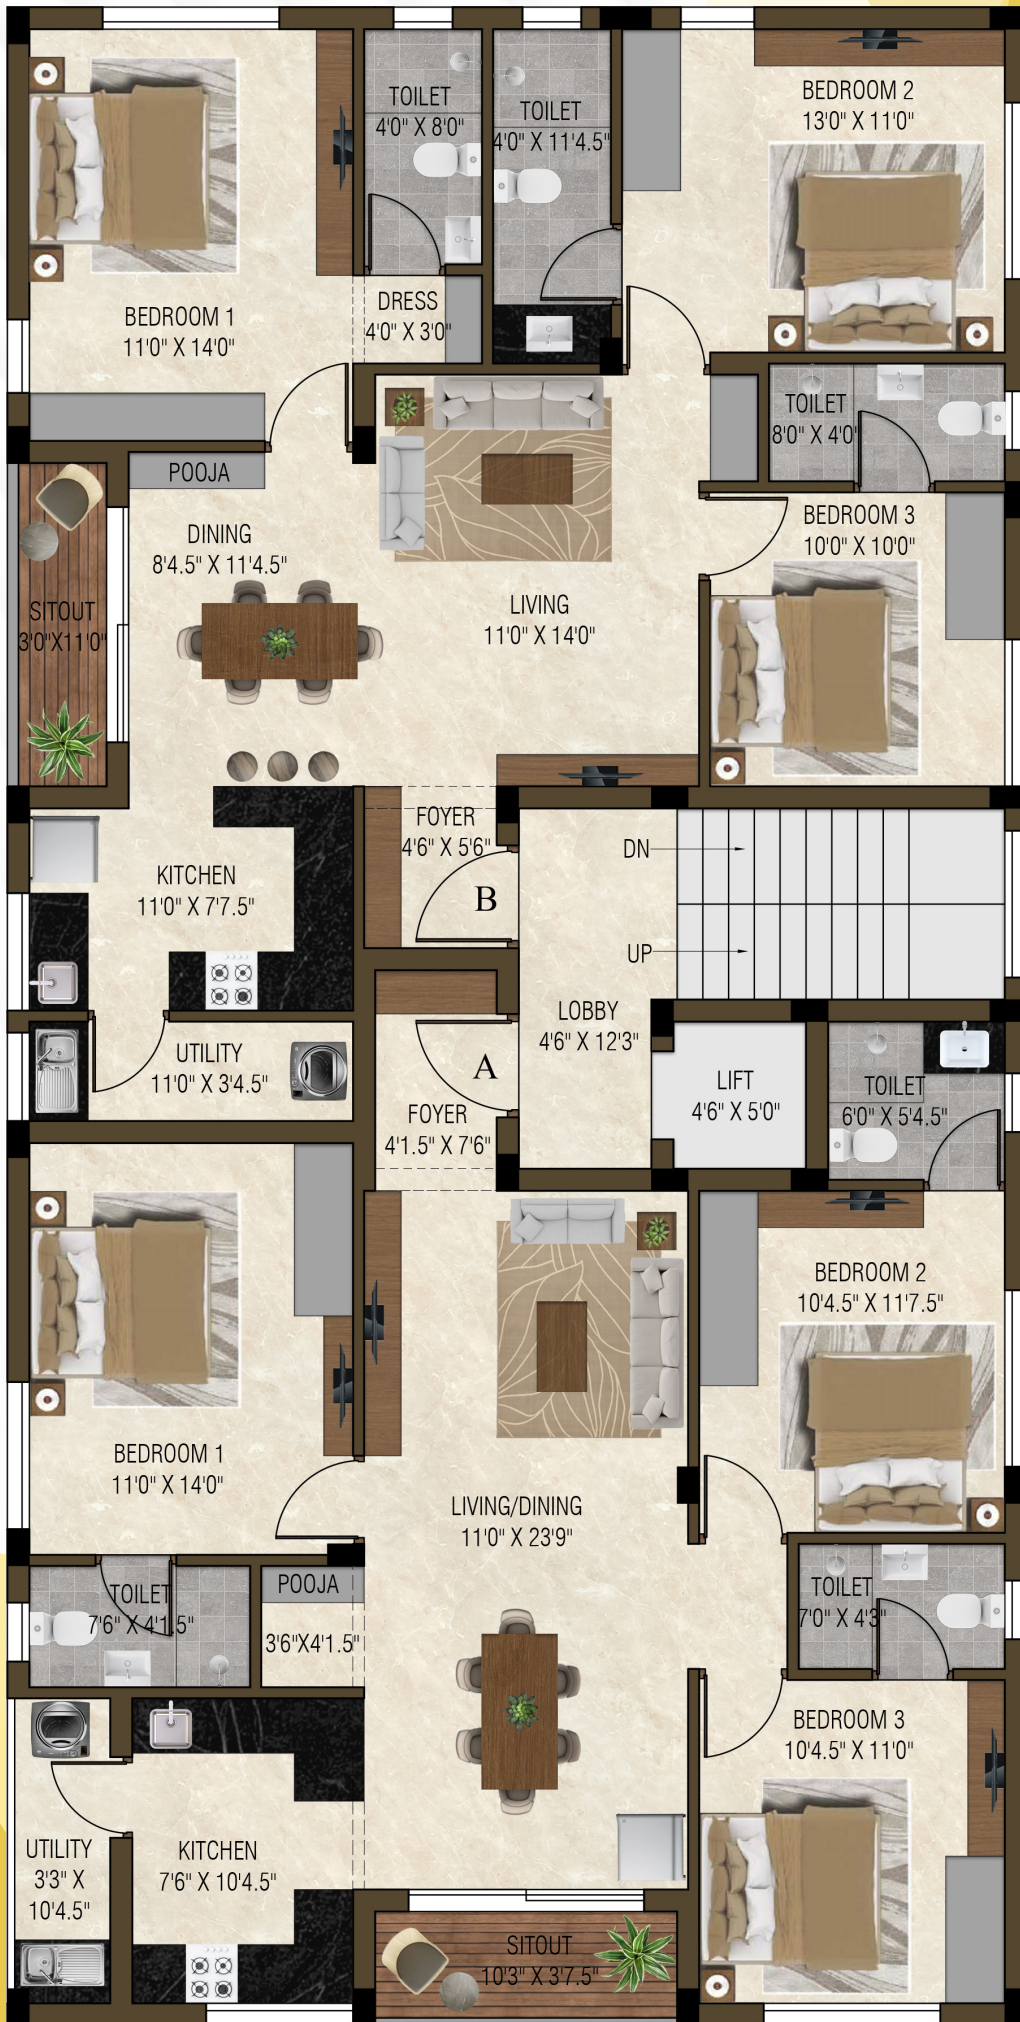 TOILET
4'0" X 8'0"
TOILET
4'0" X 11'4.5"
BEDROOM 2
13'0" X 11'0"
BEDROOM 1
11'0" X 14'0"
DRESS
4'0" X 3'0"
TOILET
8'0" X 4'0"
POOJA
DINING
8'4.5" X 11'4.5"
BEDROOM 3
10'0" X 10'0"
SITOUT
3'0"X11'0"
LIVING
11'0" X 14'0"
FOYER
4'6" X 5'6"
B
DN
KITCHEN
11'0" X 7'7.5"
UP
LOBBY
4'6" X 12'3"
UTILITY
11'0" X 3'4.5"
A
FOYER
4'1.5" X 7'6"
LIFT
4'6" X 5'0"
TOILET
6'0" X 5'4.5"
BEDROOM 2
10'4.5" X 11'7.5"
BEDROOM 1
11'0" X 14'0"
LIVING/DINING
11'0" X 23'9"
TOILET
7'6" X 4'1.5"
POOJA
3'6"X4'1.5"
TOILET
7'0" X 4'3"
BEDROOM 3
10'4.5" X 11'0"
UTILITY
3'3" X
10'4.5"
KITCHEN
7'6" X 10'4.5"
SITOUT
10'3" X 3'7.5"